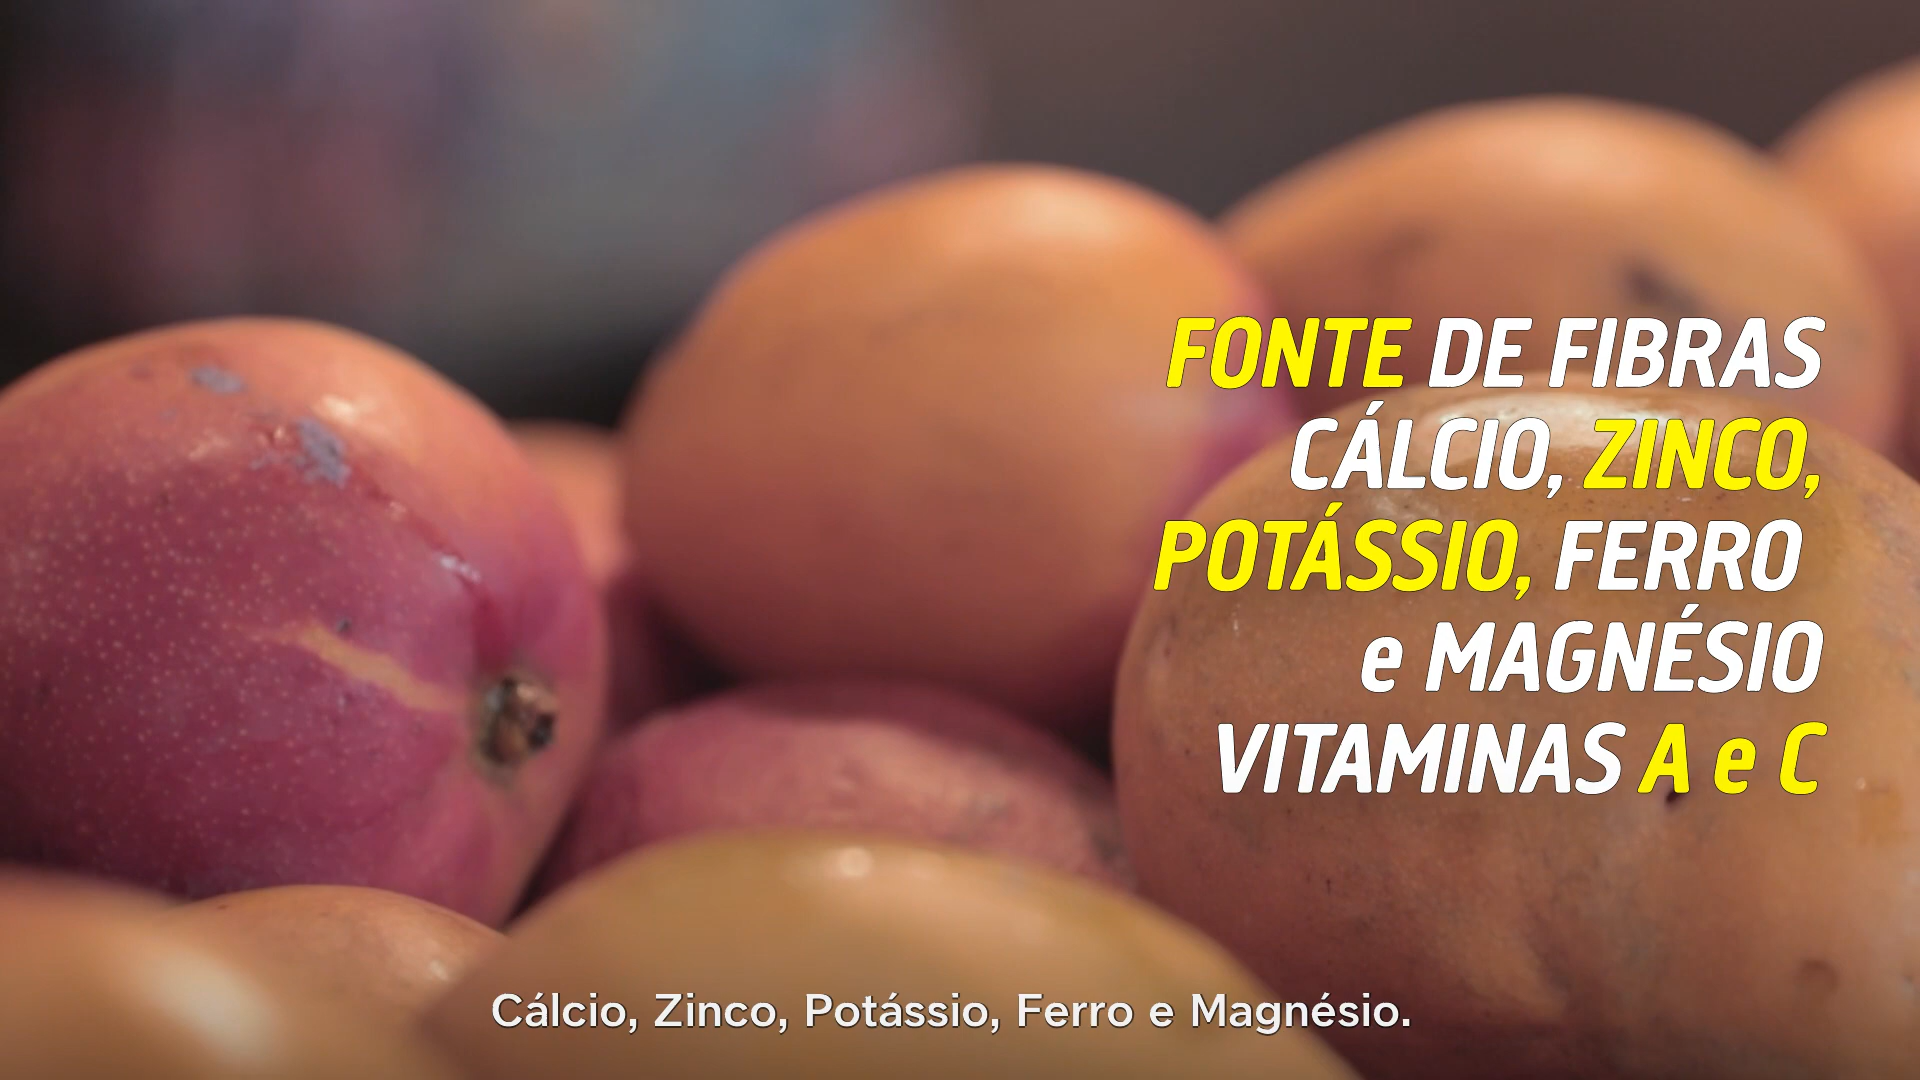 FONTE DE FIBRAS
CÁLCIO, ZINCO,
POTÁSSIO, FERRO
e MAGNÉSIO
VITAMINAS A e C
Cálcio, Zinco, Potássio, Ferro e Magnésio.